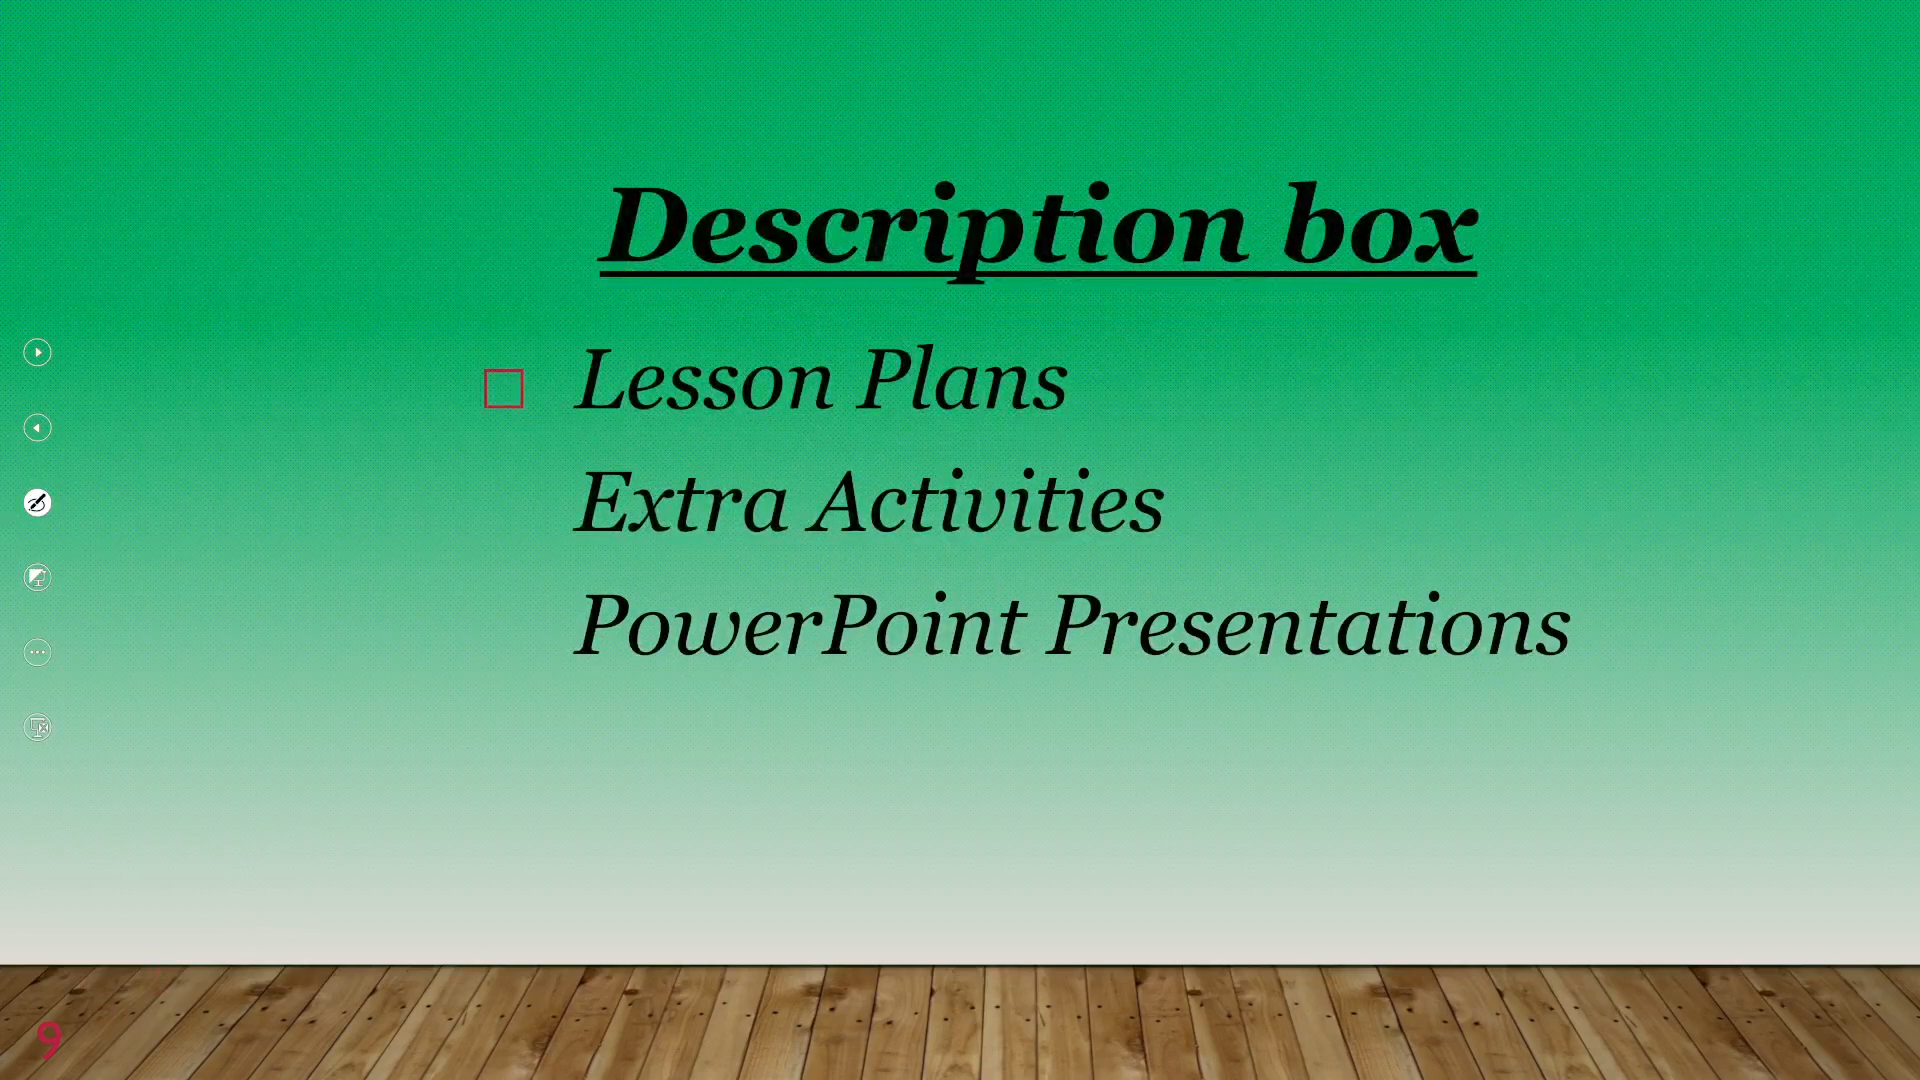 Description box
Lesson Plans
Extra Activities
PowerPoint Presentations
9